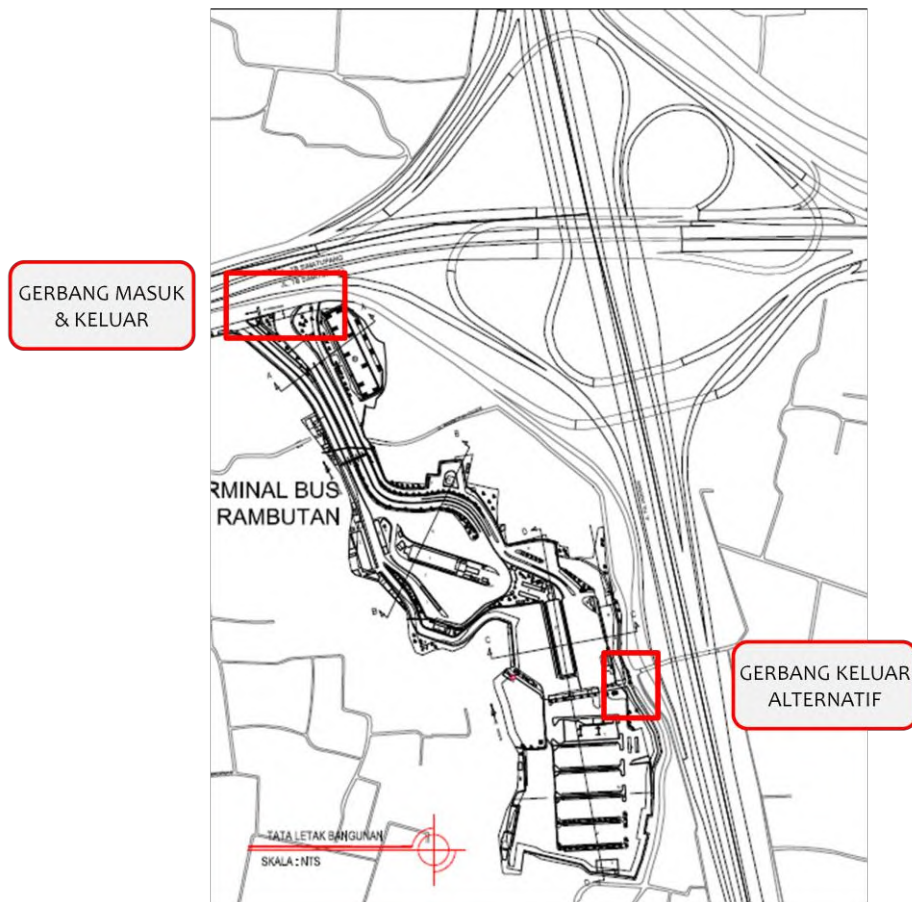 GERBANG MASUK
& KELUAR
RMINAL BUS
RAMBUTAN
GERBANG KELUAR
ALTERNATIF
A
A
B
B
C
C
D
D
TATA LETAK BANGUNAN
SKALA : NTS